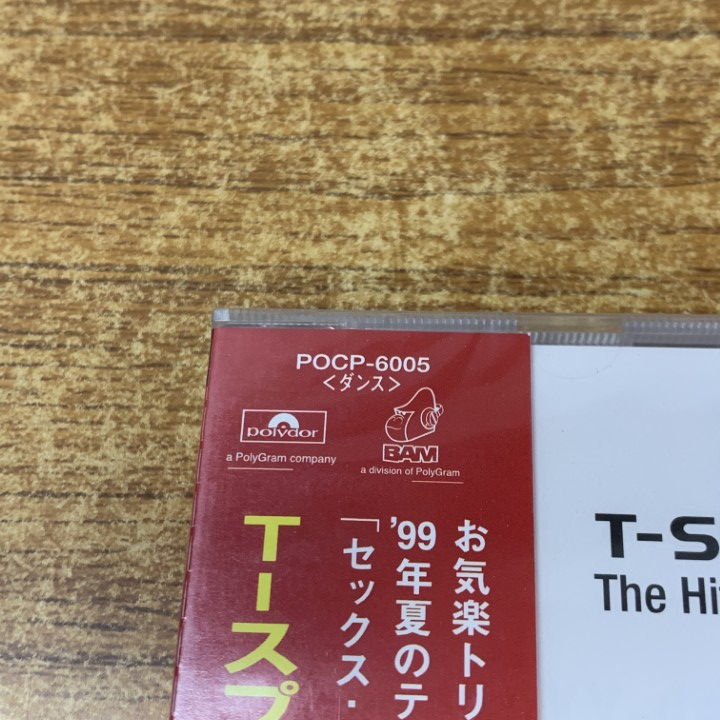 POCP-6005
<ダンス>
polydor
a PolyGram company
BAM
a division of PolyGram
お気楽トリ
'99年夏のテ
「セックス・
T-スプ
T-S
The Hi